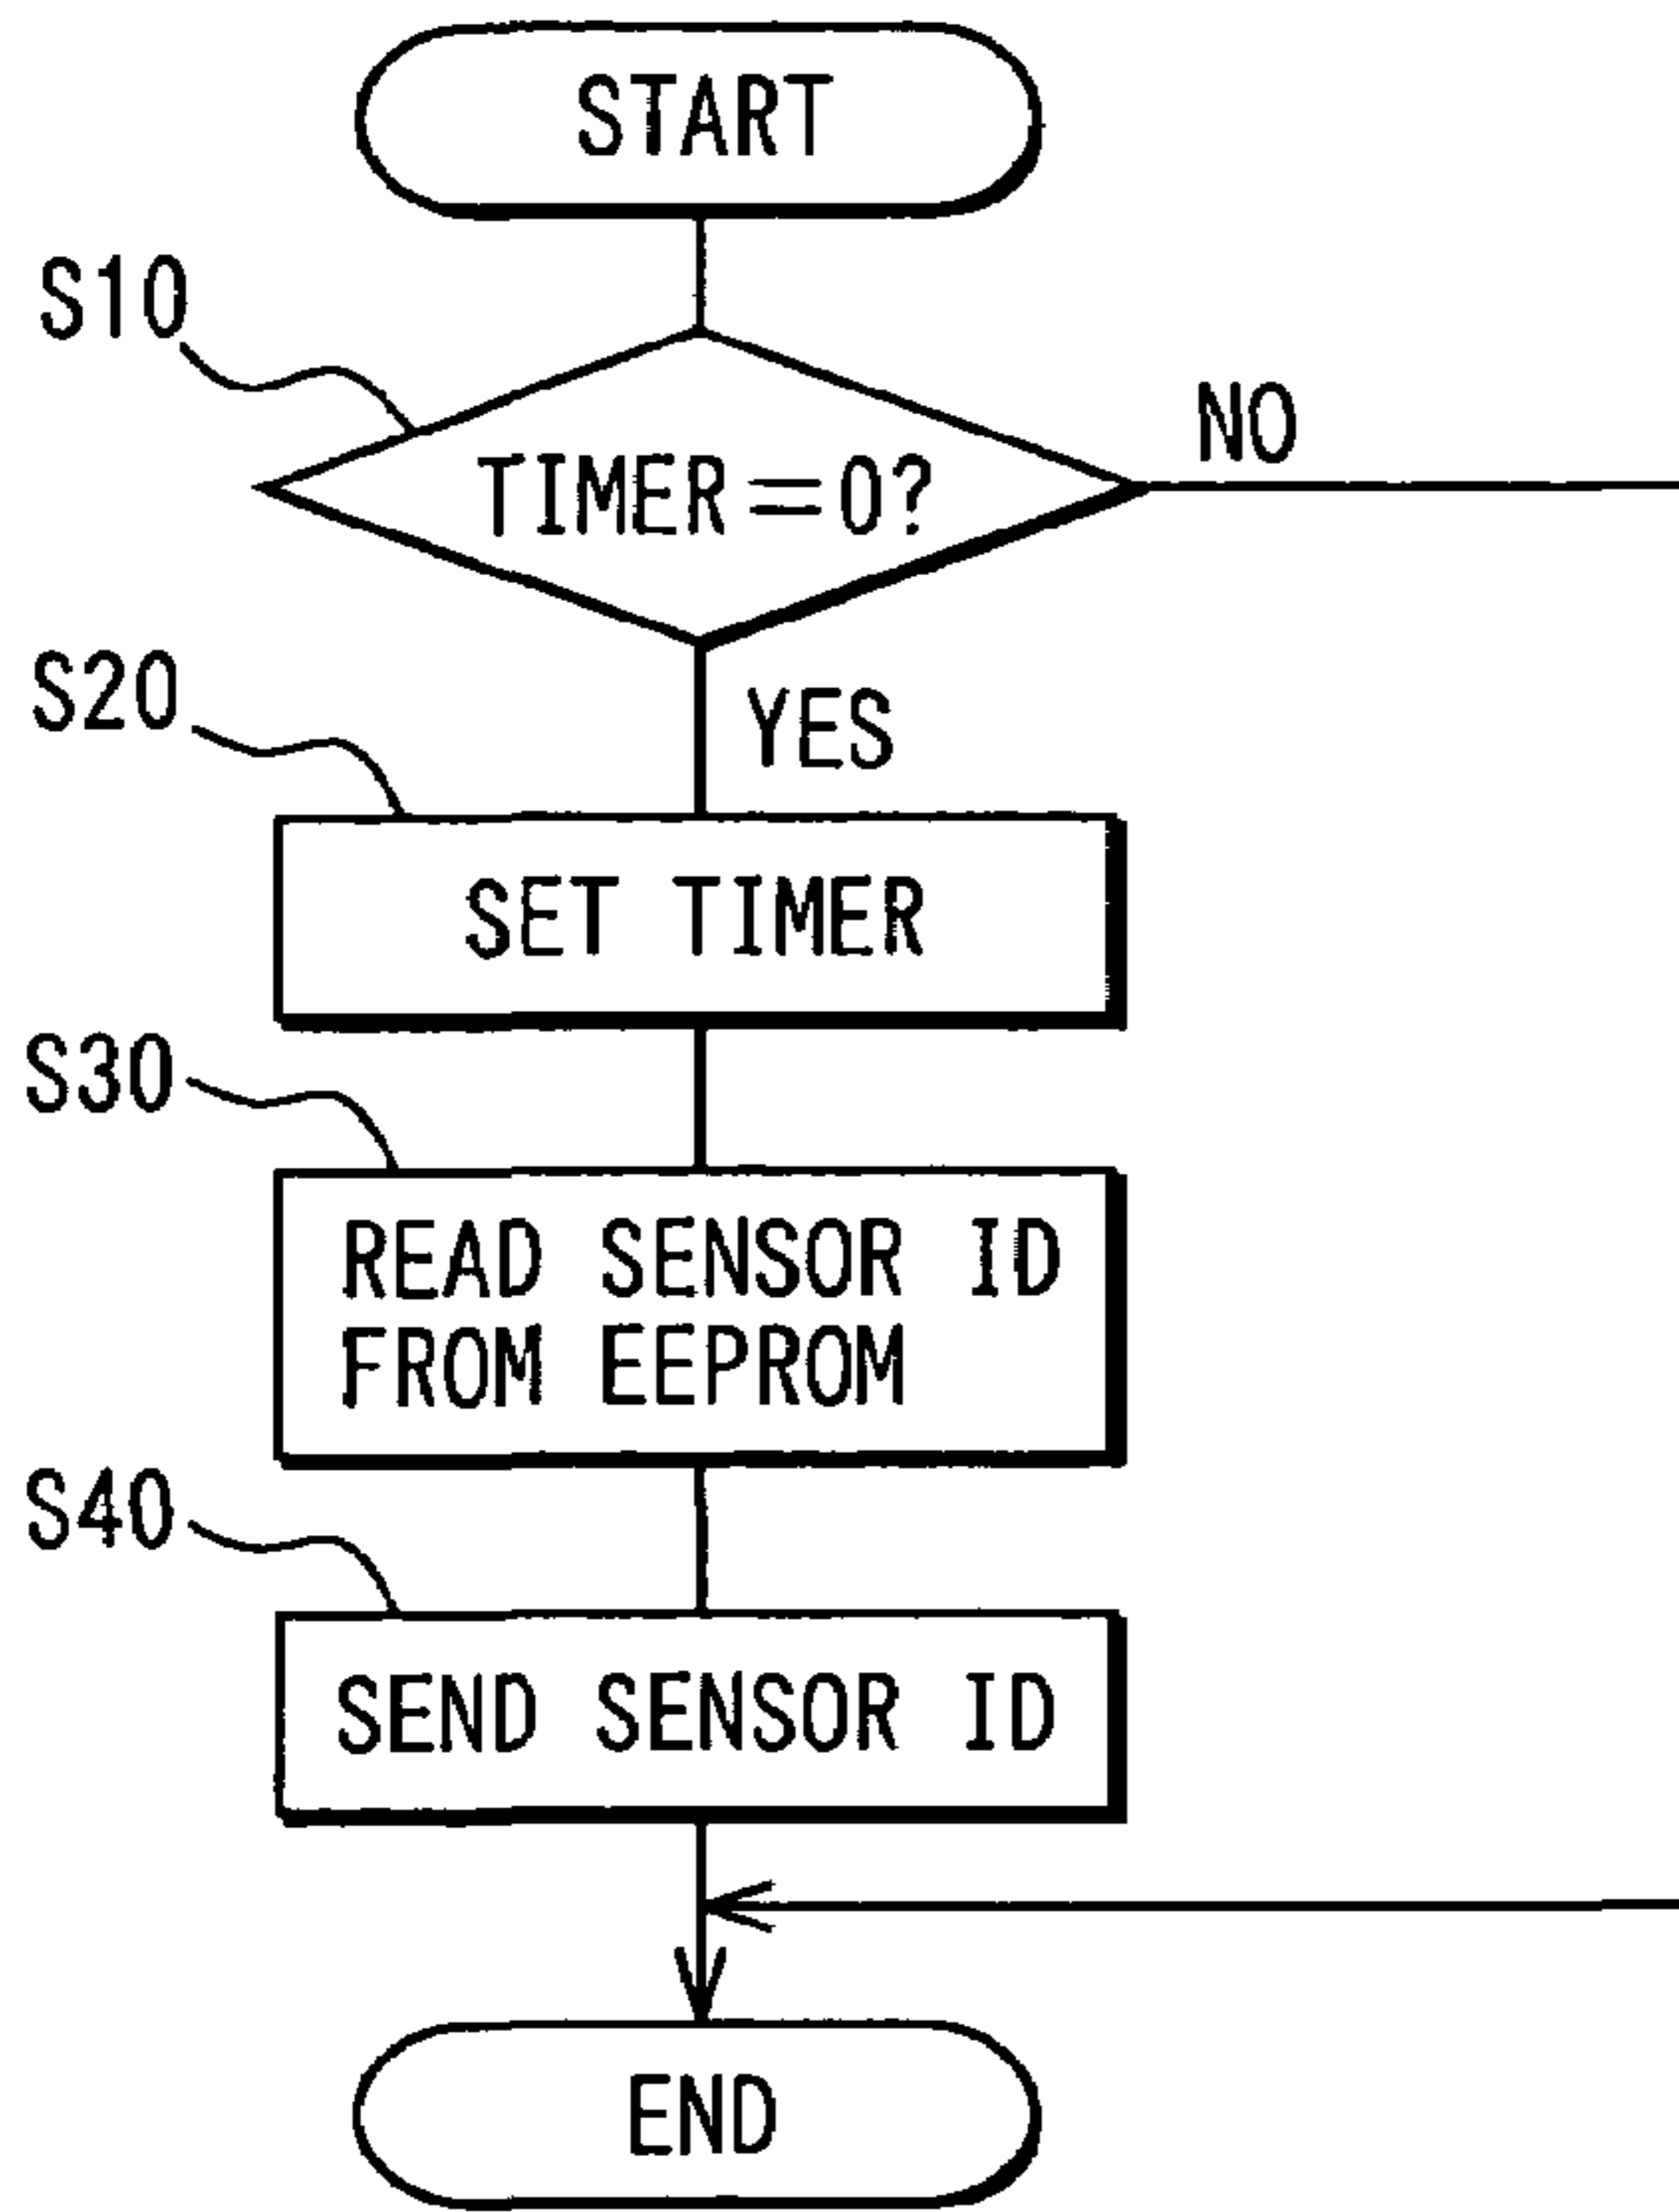 START
S10
TIMER=0?
NO
S20
YES
SET TIMER
S30
READ SENSOR ID
FROM EEPROM
S40
SEND SENSOR ID
END